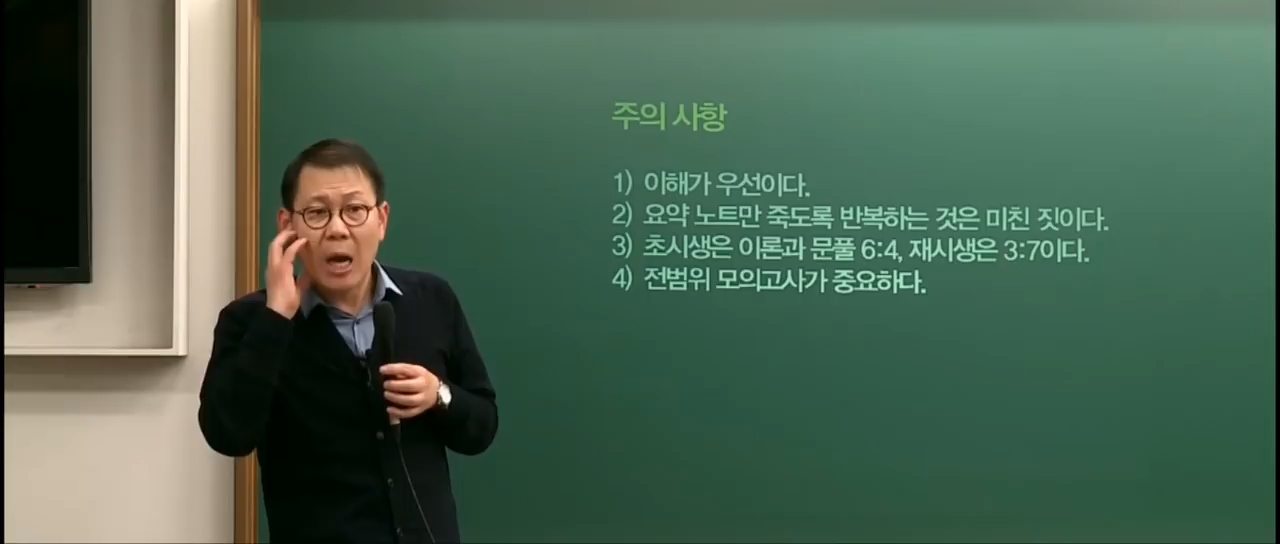 주의 사항
1) 이해가 우선이다.
2) 요약 노트만 죽도록 반복하는 것은 미친 짓이다.
3) 초시생은 이론과 문풀 6:4, 재시생은 3:7이다.
4) 전범위 모의고사가 중요하다.